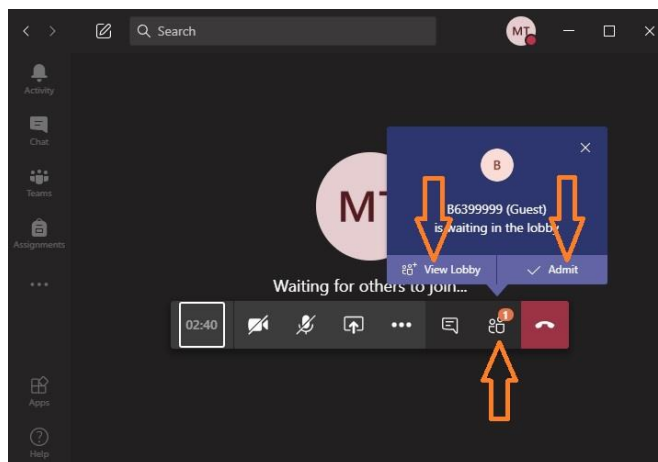 Search
MT
Activity
Chat
Teams
Assignments
Apps
Help
B
B6399999 (Guest)
is waiting in the lobby
View Lobby
Admit
MT
Waiting for others to join...
02:40
1